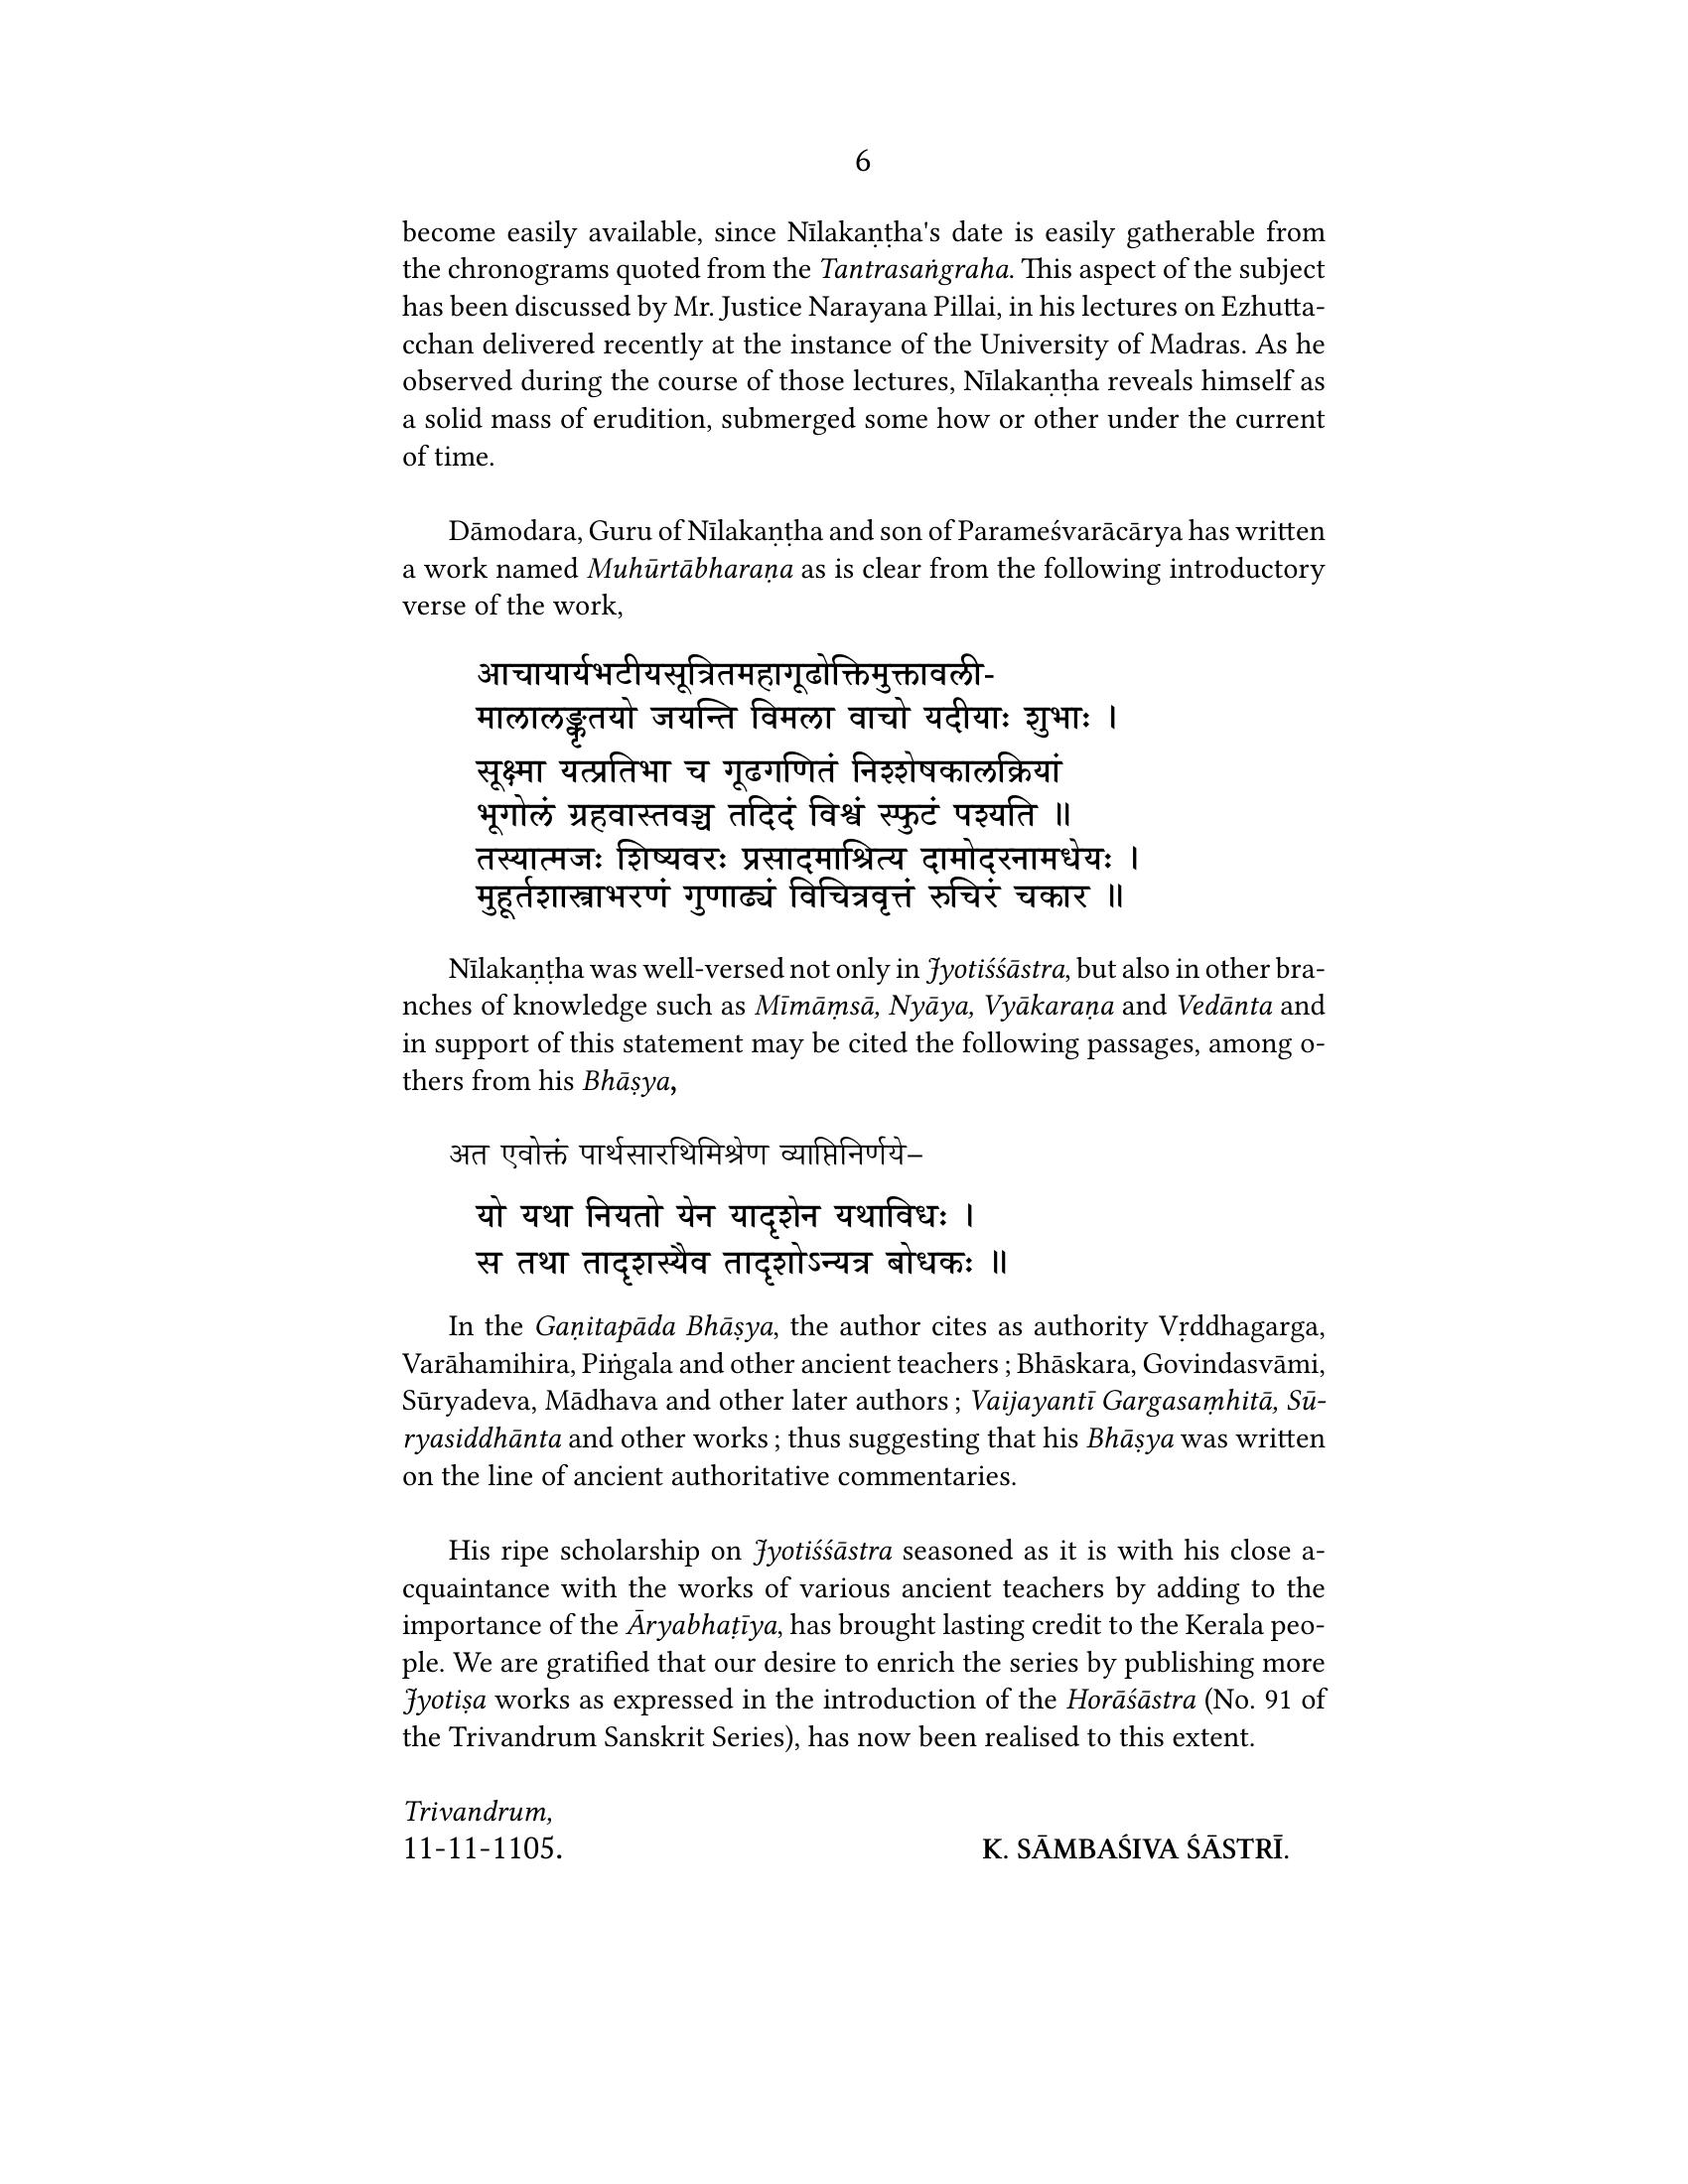 6
become easily available, since Nīlakaṇṭha's date is easily gatherable from
the chronograms quoted from the Tantrasaṅgraha. This aspect of the subject
has been discussed by Mr. Justice Narayana Pillai, in his lectures on Ezhutta-
cchan delivered recently at the instance of the University of Madras. As he
observed during the course of those lectures, Nīlakaṇṭha reveals himself as
a solid mass of erudition, submerged some how or other under the current
of time.
Dāmodara, Guru of Nīlakaṇṭha and son of Parameśvarācārya has written
a work named Muhūrtābharaṇa as is clear from the following introductory
verse of the work,
आचायार्यभटीयसूत्रितमहागूढोक्तिमुक्तावली-
मालालङ्कृतयो जयन्ति विमला वाचो यदीयाः शुभाः ।
सूक्ष्मा यत्प्रतिभा च गूढगणितं निश्शेषकालक्रियां
भूगोलं ग्रहवास्तवञ्च तदिदं विश्वं स्फुटं पश्यति ॥
तस्यात्मजः शिष्यवरः प्रसादमाश्रित्य दामोदरनामधेयः ।
मुहूर्तशास्त्राभरणं गुणाढ्यं विचित्रवृत्तं रुचिरं चकार ॥
Nīlakaṇṭha was well-versed not only in Jyotiśśāstra, but also in other bra-
nches of knowledge such as Mīmāṃsā, Nyāya, Vyākaraṇa and Vedānta and
in support of this statement may be cited the following passages, among o-
thers from his Bhāṣya,
अत एवोक्तं पार्थसारथिमिश्रेण व्याप्तिनिर्णये–
यो यथा नियतो येन यादृशेन यथाविधः ।
स तथा तादृशस्यैव तादृशोऽन्यत्र बोधकः ॥
In the Gaṇitapāda Bhāṣya, the author cites as authority Vṛddhagarga,
Varāhamihira, Piṅgala and other ancient teachers ; Bhāskara, Govindasvāmi,
Sūryadeva, Mādhava and other later authors ; Vaijayantī Gargasaṃhitā, Sū-
ryasiddhānta and other works ; thus suggesting that his Bhāṣya was written
on the line of ancient authoritative commentaries.
His ripe scholarship on Jyotiśśāstra seasoned as it is with his close a-
cquaintance with the works of various ancient teachers by adding to the
importance of the Āryabhaṭīya, has brought lasting credit to the Kerala peo-
ple. We are gratified that our desire to enrich the series by publishing more
Jyotiṣa works as expressed in the introduction of the Horāśāstra (No. 91 of
the Trivandrum Sanskrit Series), has now been realised to this extent.
Trivandrum,
11-11-1105. K. SĀMBAŚIVA ŚĀSTRĪ.